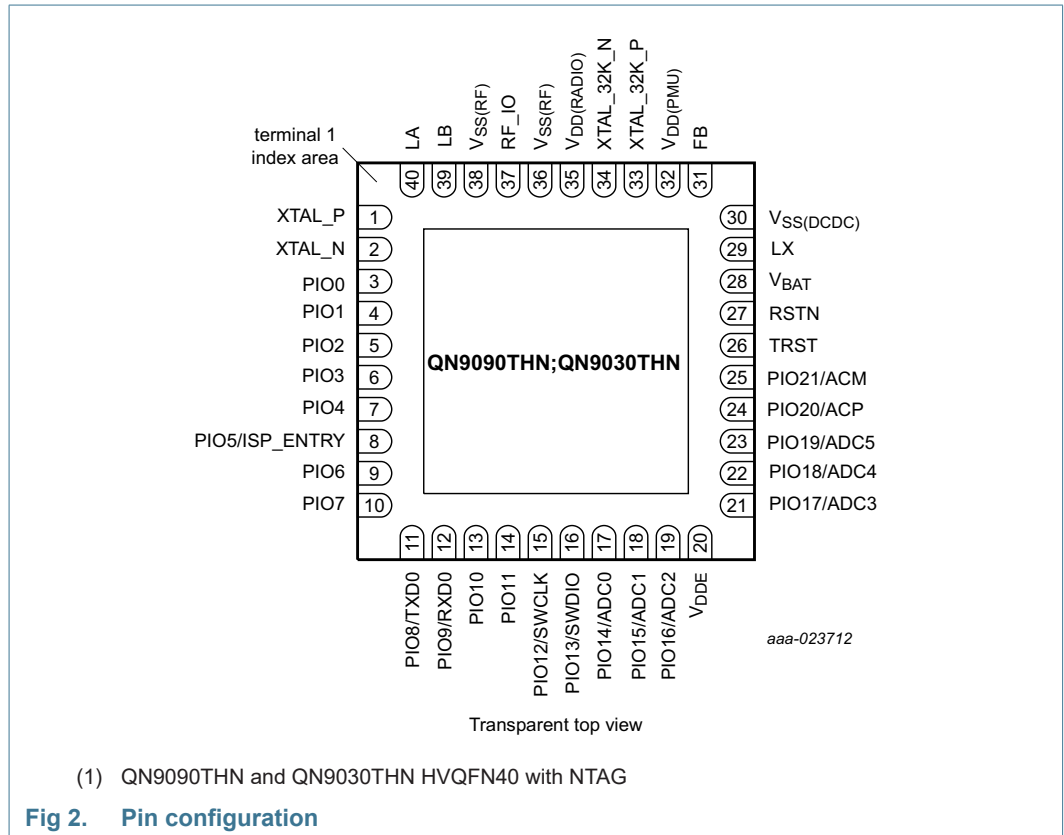 LA
LB
VSS(RF)
RF_IO
VSS(RF)
VDD(RADIO)
XTAL_32K_N
XTAL_32K_P
VDD(PMU)
FB
terminal 1
index area
40
39
38
37
36
35
34
33
32
31
XTAL_P 1
XTAL_N 2
PIO0 3
PIO1 4
PIO2 5
PIO3 6
PIO4 7
PIO5/ISP_ENTRY 8
PIO6 9
PIO7 10
QN9090THN;QN9030THN
30 VSS(DCDC)
29 LX
28 VBAT
27 RSTN
26 TRST
25 PIO21/ACM
24 PIO20/ACP
23 PIO19/ADC5
22 PIO18/ADC4
21 PIO17/ADC3
11
12
13
14
15
16
17
18
19
20
PIO8/TXD0
PIO9/RXD0
PIO10
PIO11
PIO12/SWCLK
PIO13/SWDIO
PIO14/ADC0
PIO15/ADC1
PIO16/ADC2
VDDE
aaa-023712
Transparent top view
(1) QN9090THN and QN9030THN HVQFN40 with NTAG
Fig 2. Pin configuration